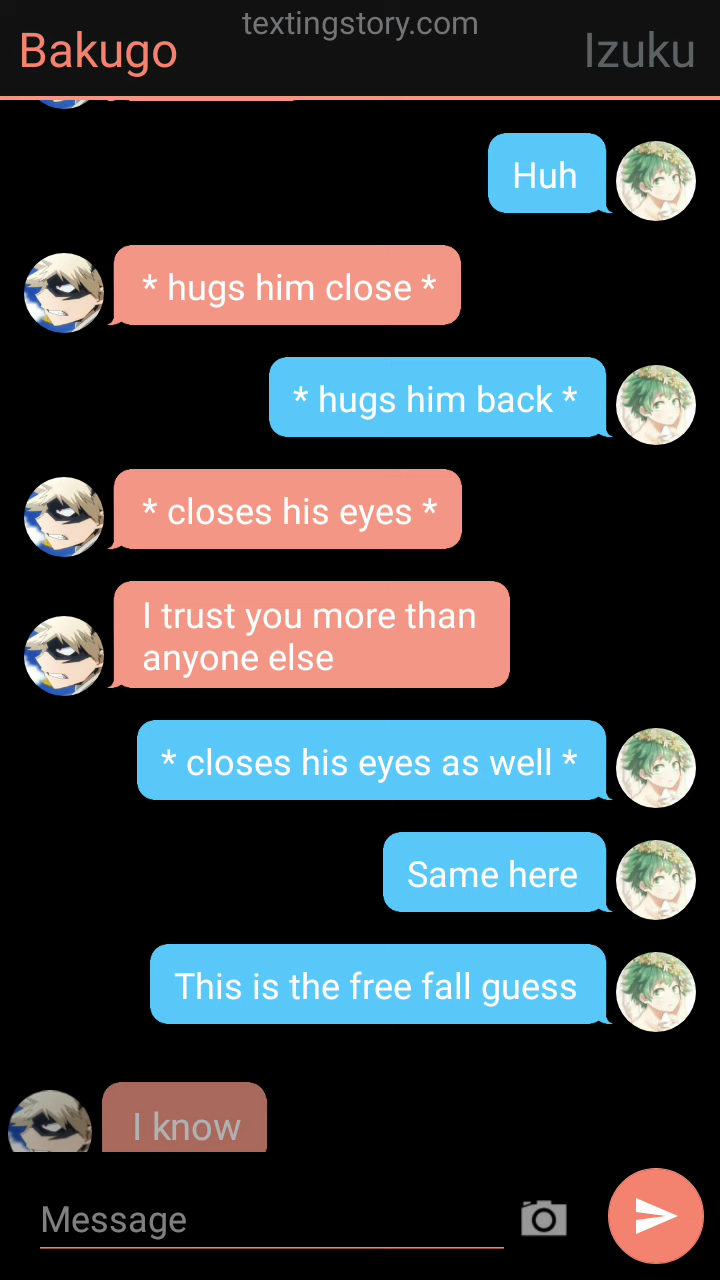 textingstory.com
Bakugo
Izuku
Huh
* hugs him close *
* hugs him back *
* closes his eyes *
I trust you more than
anyone else
* closes his eyes as well *
Same here
This is the free fall guess
I know
Message